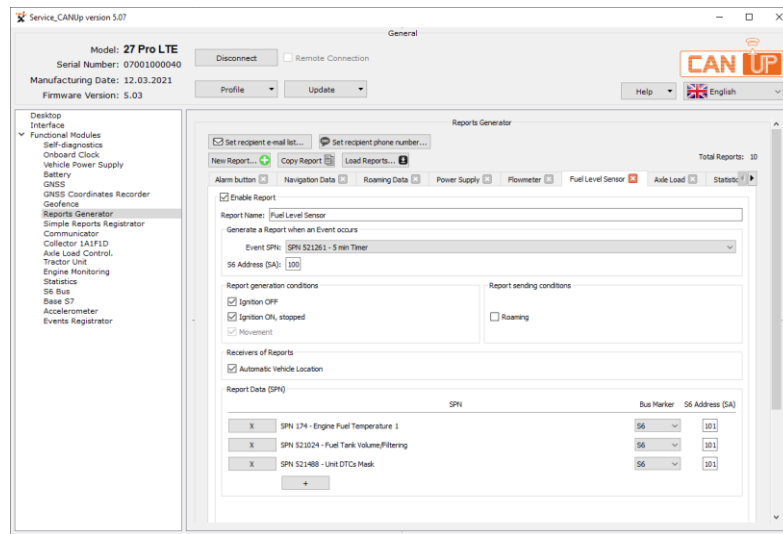 Service_CANUp version 5.07
General
Model: 27 Pro LTE
Serial Number: 07001000040
Manufacturing Date: 12.03.2021
Firmware Version: 5.03
Disconnect
Remote Connection
Profile
Update
CAN UP
Help
English
Desktop
Interface
Functional Modules
Self-diagnostics
Onboard Clock
Vehicle Power Supply
Battery
GNSS
GNSS Coordinates Recorder
Geofence
Reports Generator
Simple Reports Registrator
Communicator
Collector 1A1F1D
Axle Load Control.
Tractor Unit
Engine Monitoring
Statistics
S6 Bus
Base S7
Accelerometer
Events Registrator
Reports Generator
Set recipient e-mail list... Set recipient phone number...
New Report... Copy Report Load Reports... Total Reports: 10
Alarm button Navigation Data Roaming Data Power Supply Flowmeter Fuel Level Sensor Axle Load Statistic
Enable Report
Report Name: Fuel Level Sensor
Generate a Report when an Event occurs
Event SPN: SPN 521261 - 5 min Timer
S6 Address (SA): 100
Report generation conditions
Ignition OFF
Ignition ON, stopped
Movement
Report sending conditions
Roaming
Receivers of Reports
Automatic Vehicle Location
Report Data (SPN)
SPN Bus Marker S6 Address (SA)
X SPN 174 - Engine Fuel Temperature 1 S6 101
X SPN 521024 - Fuel Tank Volume/Filtering S6 101
X SPN 521488 - Unit DTCs Mask S6 101
+